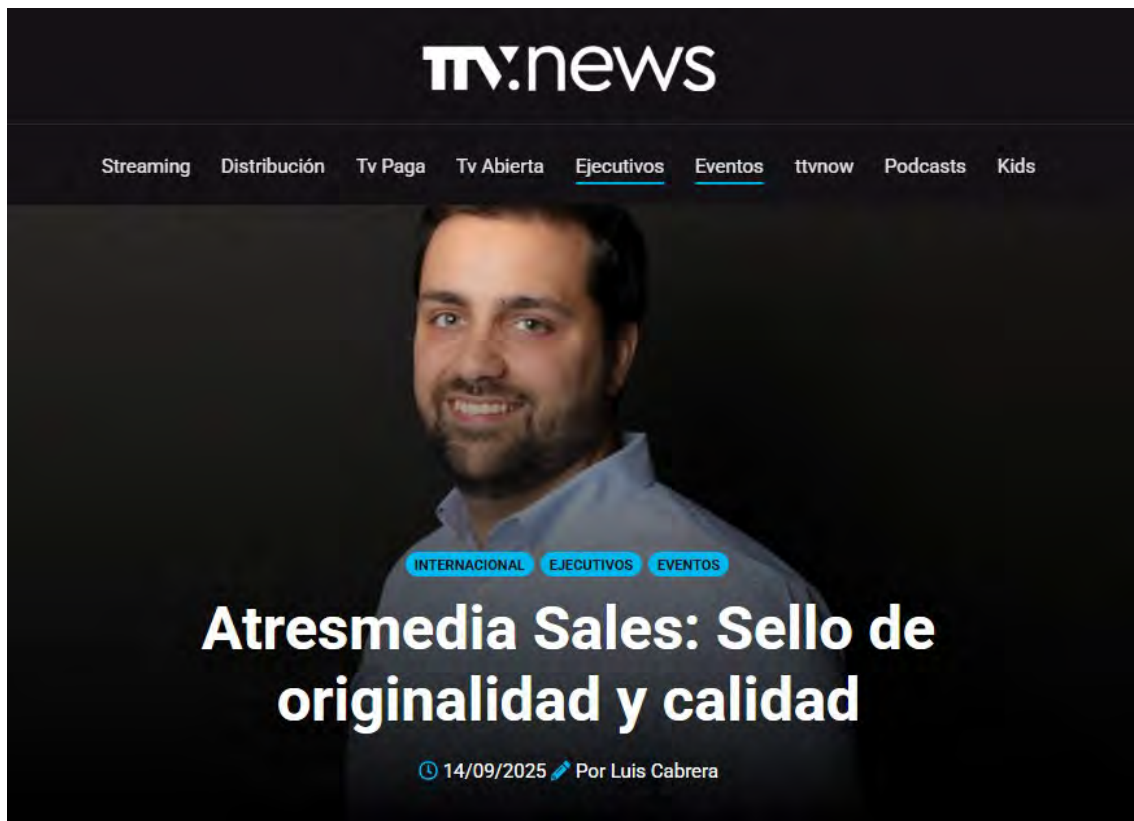 ttv:news
Streaming Distribución Tv Paga Tv Abierta Ejecutivos Eventos ttvnow Podcasts Kids
INTERNACIONAL EJECUTIVOS EVENTOS
Atresmedia Sales: Sello de
originalidad y calidad
14/09/2025 Por Luis Cabrera